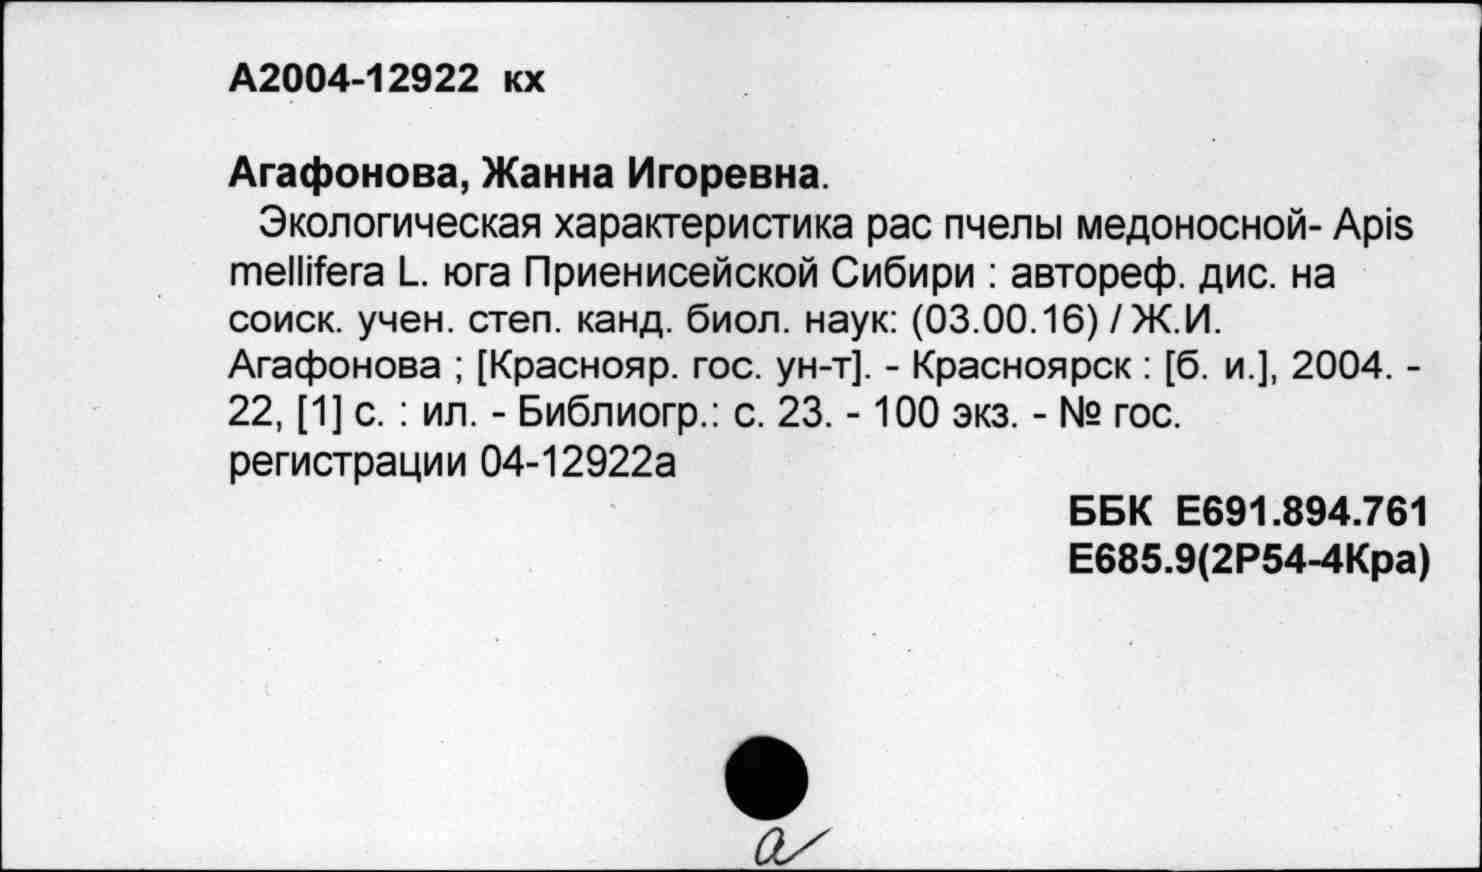 А2004-12922 кх
Агафонова, Жанна Игоревна.
Экологическая характеристика рас пчелы медоносной- Apis
mellifera L. юга Приенисейской Сибири : автореф. дис. на
соиск. учен. степ. канд. биол. наук: (03.00.16) / Ж.И.
Агафонова ; [Краснояр. гос. ун-т]. - Красноярск : [б. и.], 2004. -
22, [1] с. : ил. - Библиогр.: с. 23. - 100 экз. - № гос.
регистрации 04-12922а
ББК Е691.894.761
Е685.9(2Р54-4Кра)
а